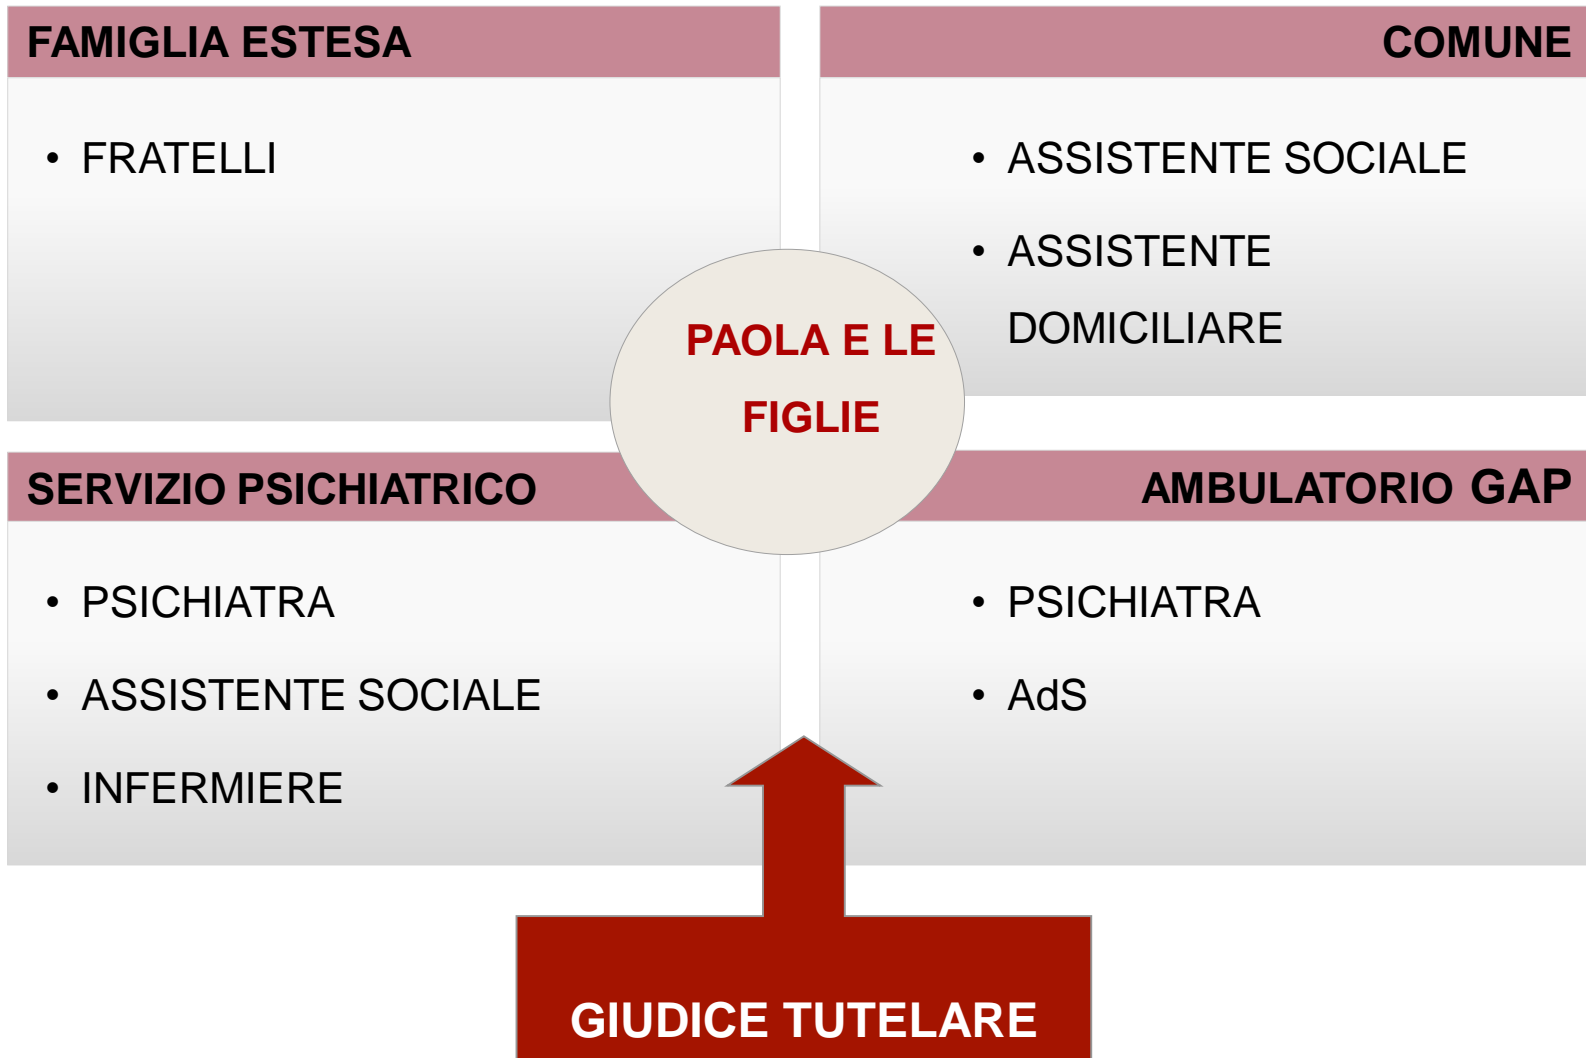 FAMIGLIA ESTESA
• FRATELLI
COMUNE
• ASSISTENTE SOCIALE
• ASSISTENTE
DOMICILIARE
PAOLA E LE
FIGLIE
SERVIZIO PSICHIATRICO
• PSICHIATRA
• ASSISTENTE SOCIALE
• INFERMIERE
AMBULATORIO GAP
• PSICHIATRA
• AdS
GIUDICE TUTELARE